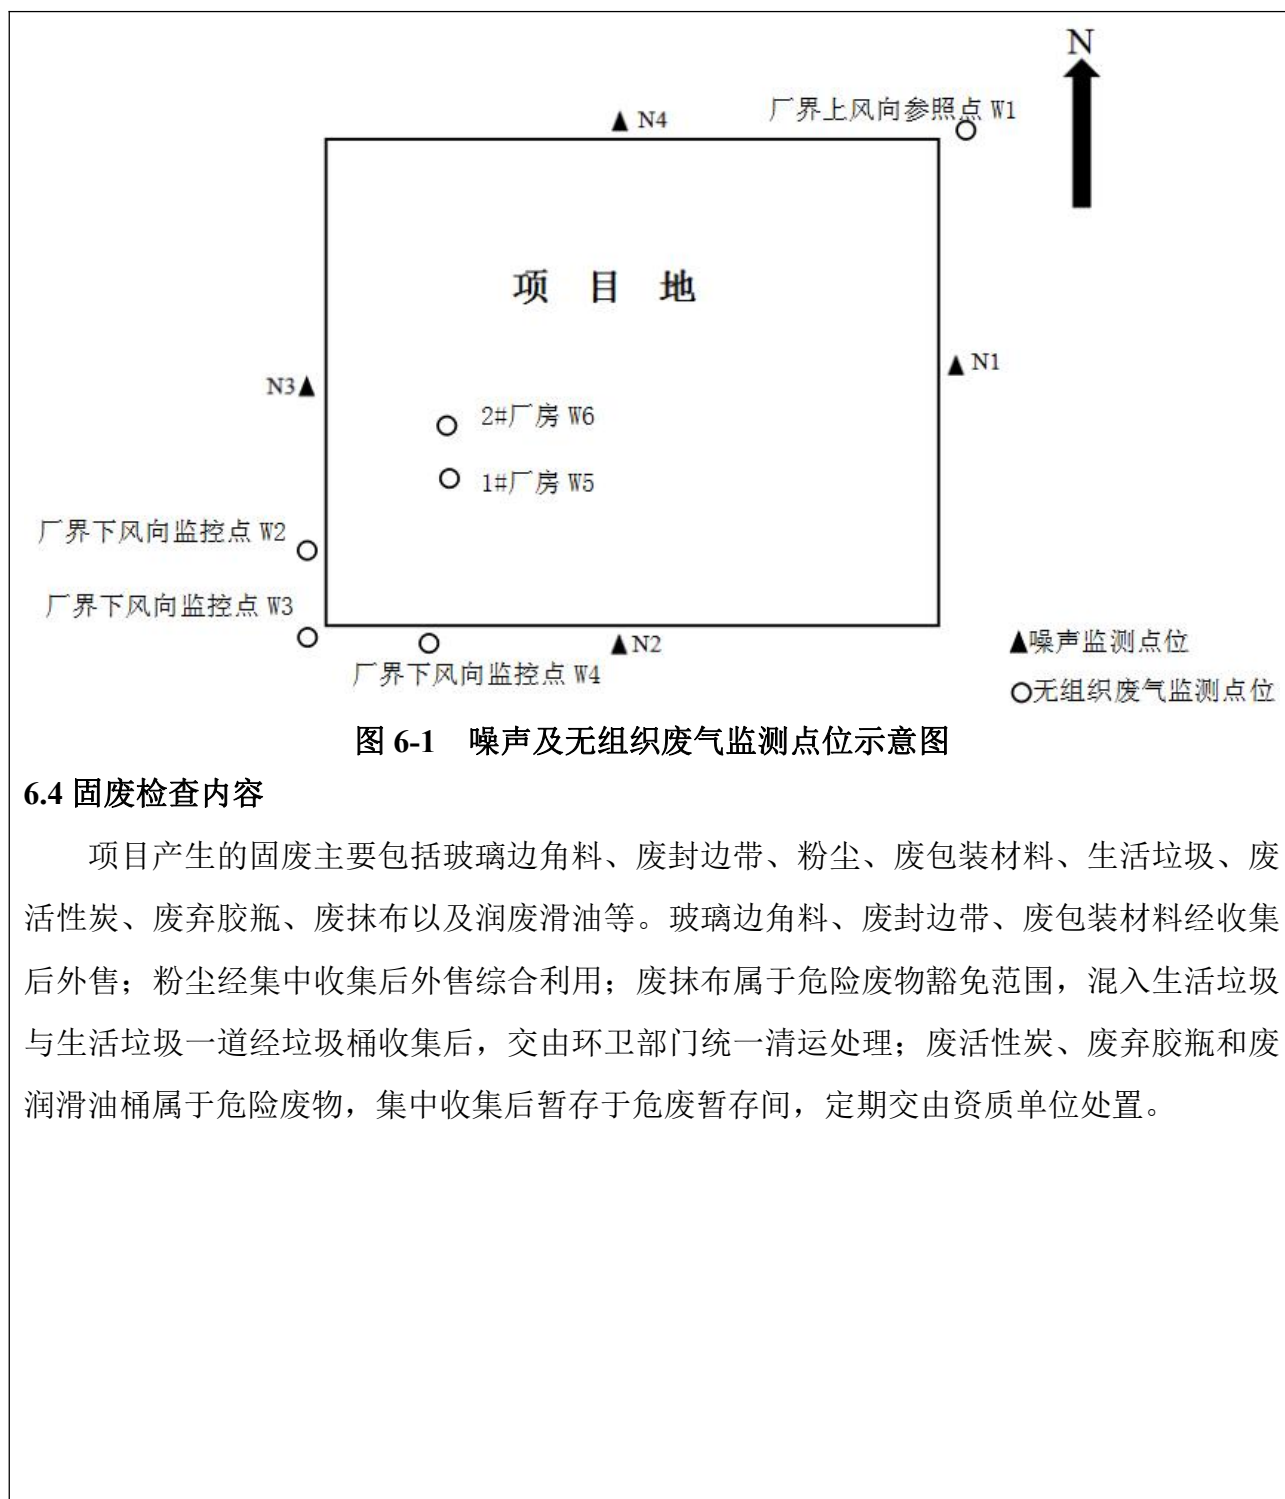 N
厂界上风向参照点 W1
▲ N4
项 目 地
▲ N1
N3▲
2#厂房 W6
1#厂房 W5
厂界下风向监控点 W2
厂界下风向监控点 W3
▲N2
▲噪声监测点位
厂界下风向监控点 W4
○无组织废气监测点位
图 6-1 噪声及无组织废气监测点位示意图
6.4 固废检查内容
项目产生的固废主要包括玻璃边角料、废封边带、粉尘、废包装材料、生活垃圾、废
活性炭、废弃胶瓶、废抹布以及润废滑油等。玻璃边角料、废封边带、废包装材料经收集
后外售；粉尘经集中收集后外售综合利用；废抹布属于危险废物豁免范围，混入生活垃圾
与生活垃圾一道经垃圾桶收集后，交由环卫部门统一清运处理；废活性炭、废弃胶瓶和废
润滑油桶属于危险废物，集中收集后暂存于危废暂存间，定期交由资质单位处置。